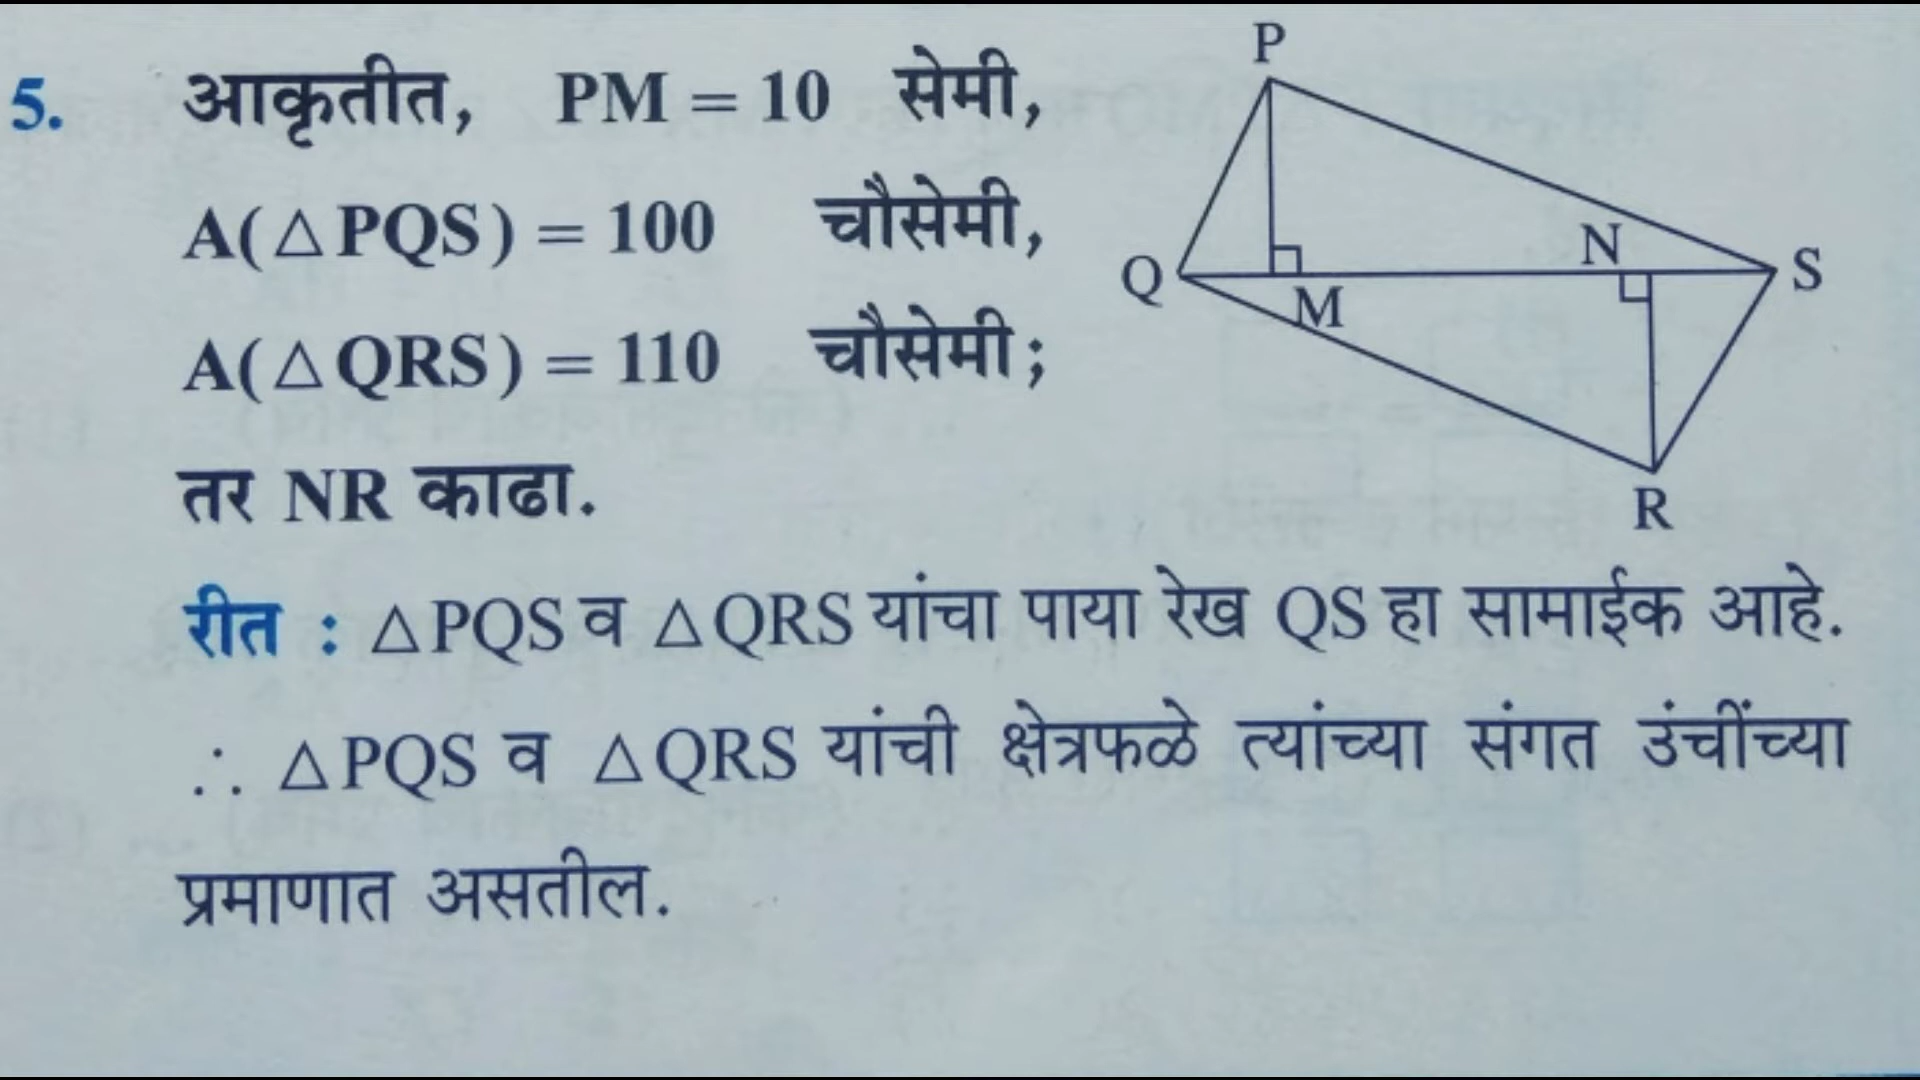 5. आकृतीत, PM = 10 सेमी,
A(△PQS) = 100 चौसेमी,
A(△QRS) = 110 चौसेमी;
तर NR काढा.
P
Q
M
N
S
R
रीत : △PQS व △QRS यांचा पाया रेख QS हा सामाईक आहे.
∴ △PQS व △QRS यांची क्षेत्रफळे त्यांच्या संगत उंचींच्या
प्रमाणात असतील.